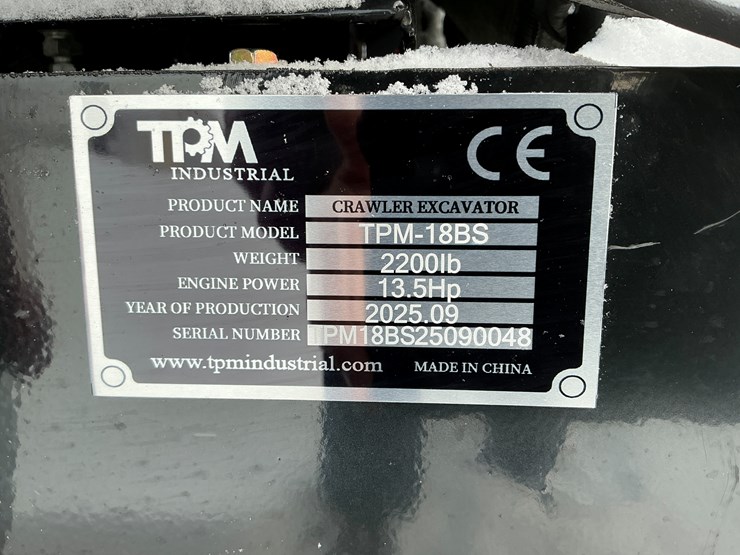 TPM
INDUSTRIAL
CE
PRODUCT NAME CRAWLER EXCAVATOR
PRODUCT MODEL TPM-18BS
WEIGHT 2200lb
ENGINE POWER 13.5Hp
YEAR OF PRODUCTION 2025.09
SERIAL NUMBER TPM18BS25090048
www.tpmindustrial.com MADE IN CHINA